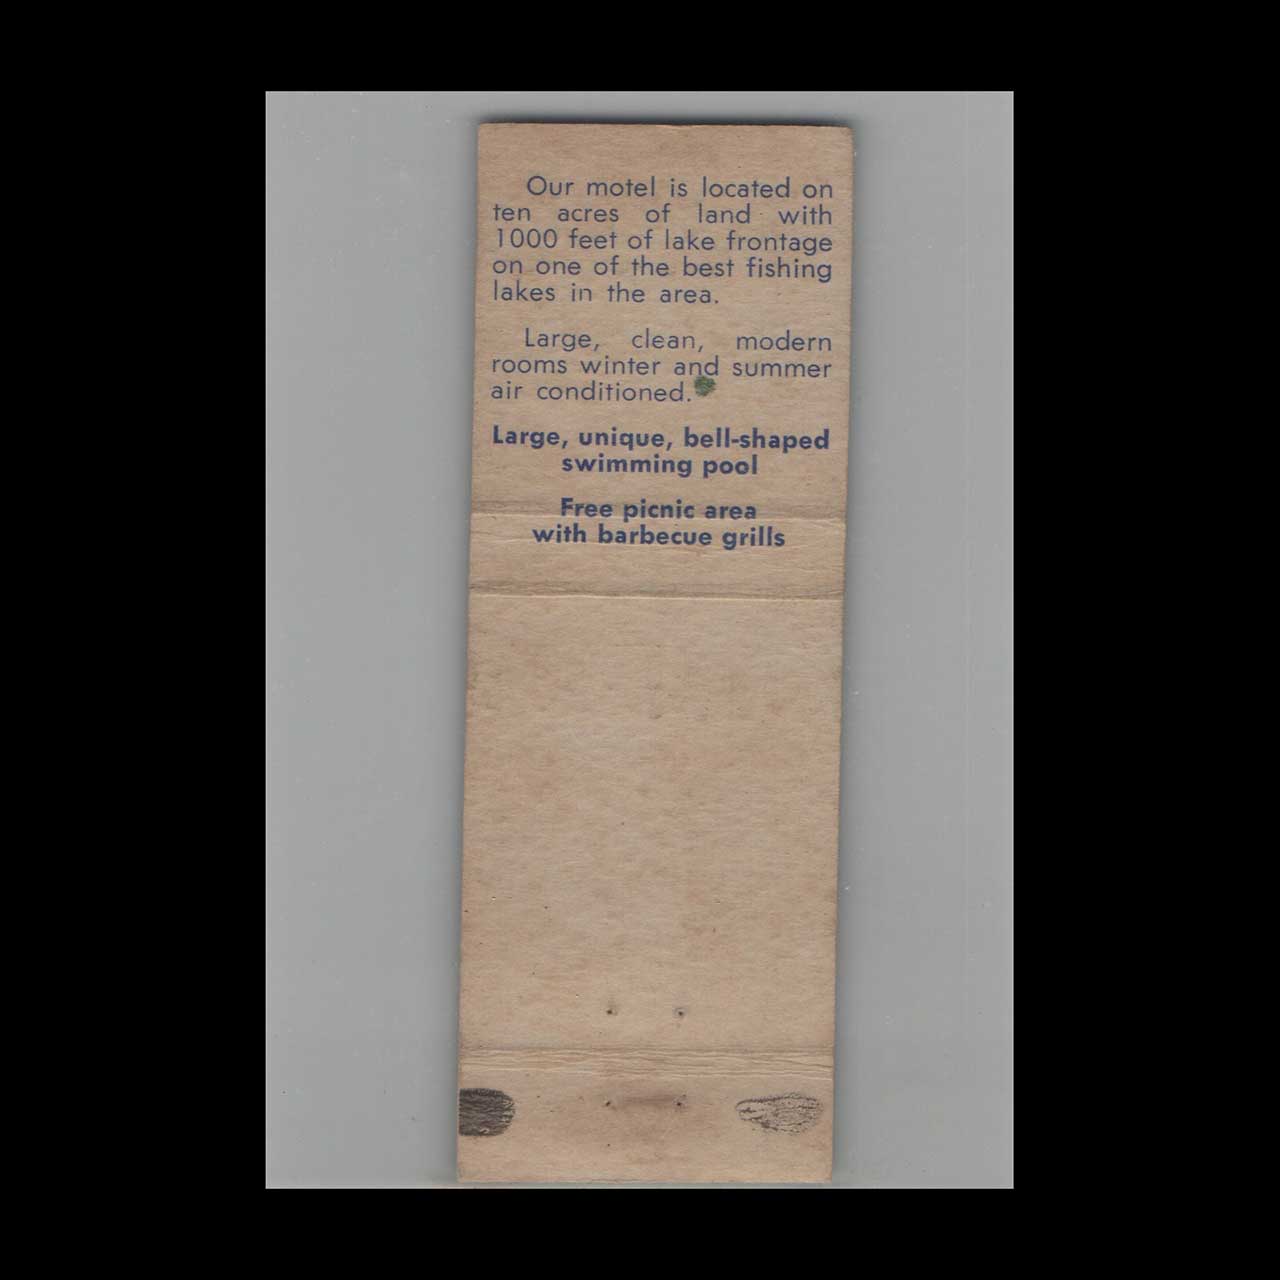 Our motel is located on
ten acres of land with
1000 feet of lake frontage
on one of the best fishing
lakes in the area.
Large, clean, modern
rooms winter and summer
air conditioned.
Large, unique, bell-shaped
swimming pool
Free picnic area
with barbecue grills